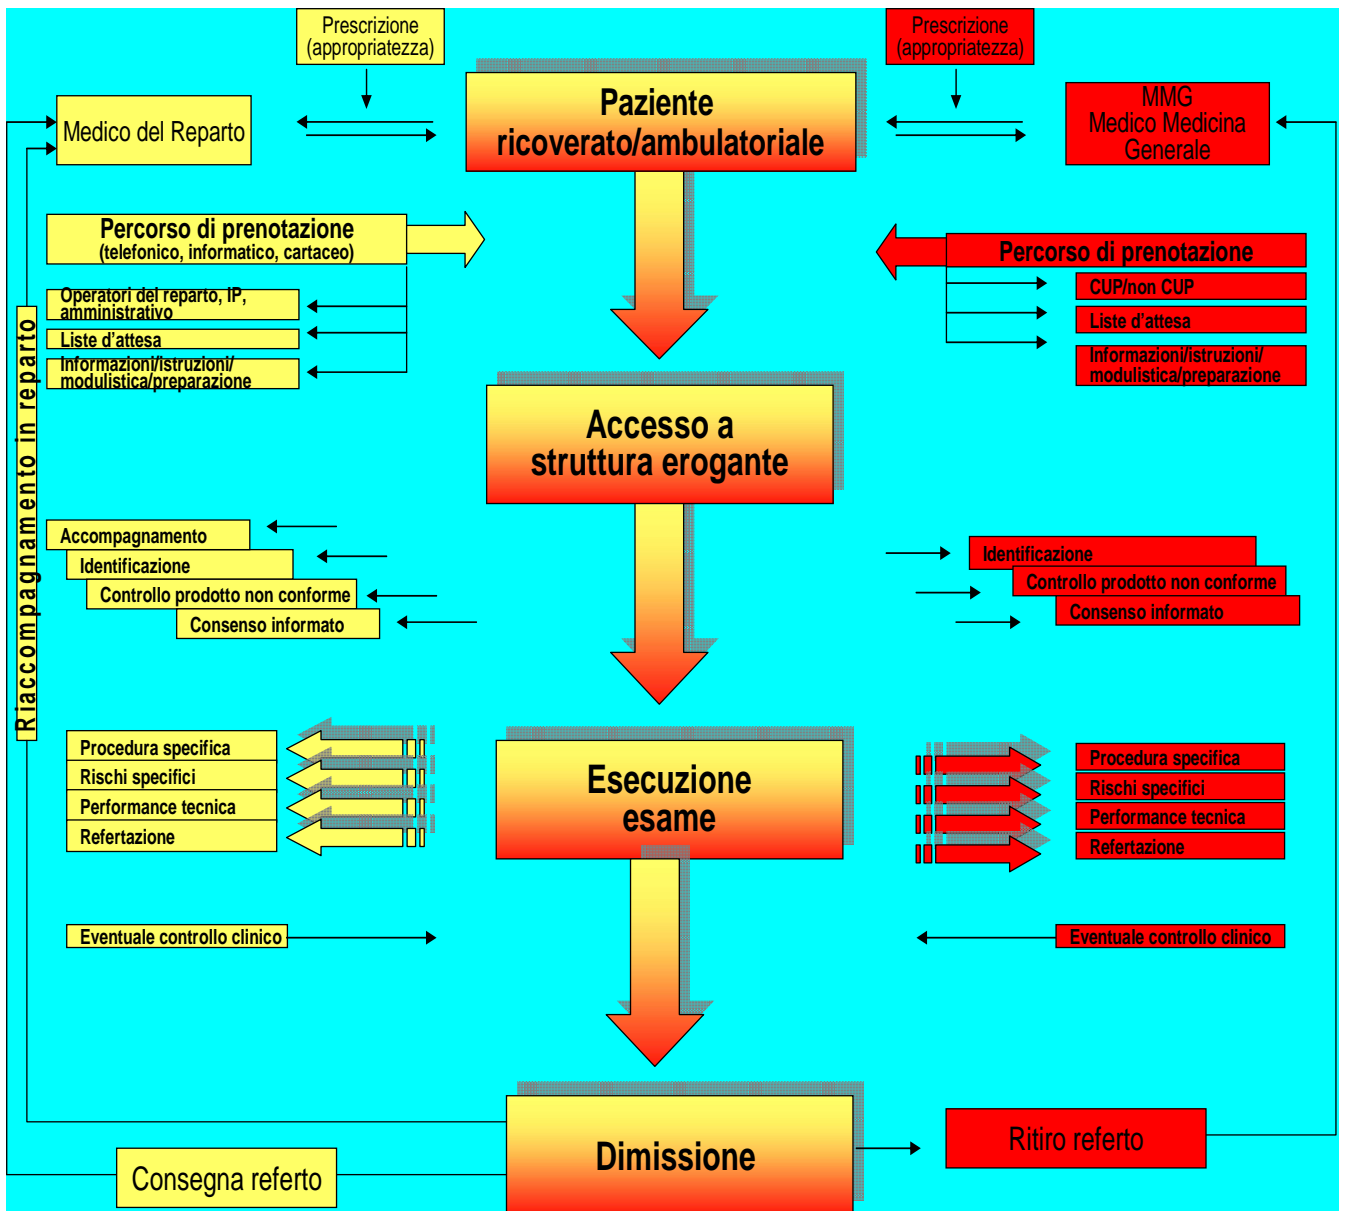 Prescrizione
(appropriatezza)
Prescrizione
(appropriatezza)
Paziente
ricoverato/ambulatoriale
Medico del Reparto
MMG
Medico Medicina
Generale
Percorso di prenotazione
(telefonico, informatico, cartaceo)
Percorso di prenotazione
Operatori del reparto, IP,
amministrativo
Liste d'attesa
Informazioni/istruzioni/
modulistica/preparazione
CUP/non CUP
Liste d'attesa
Informazioni/istruzioni/
modulistica/preparazione
Riaccompagnamento in reparto
Accesso a
struttura erogante
Accompagnamento
Identificazione
Controllo prodotto non conforme
Consenso informato
Identificazione
Controllo prodotto non conforme
Consenso informato
Procedura specifica
Rischi specifici
Performance tecnica
Refertazione
Esecuzione
esame
Procedura specifica
Rischi specifici
Performance tecnica
Refertazione
Eventuale controllo clinico
Eventuale controllo clinico
Dimissione
Consegna referto
Ritiro referto